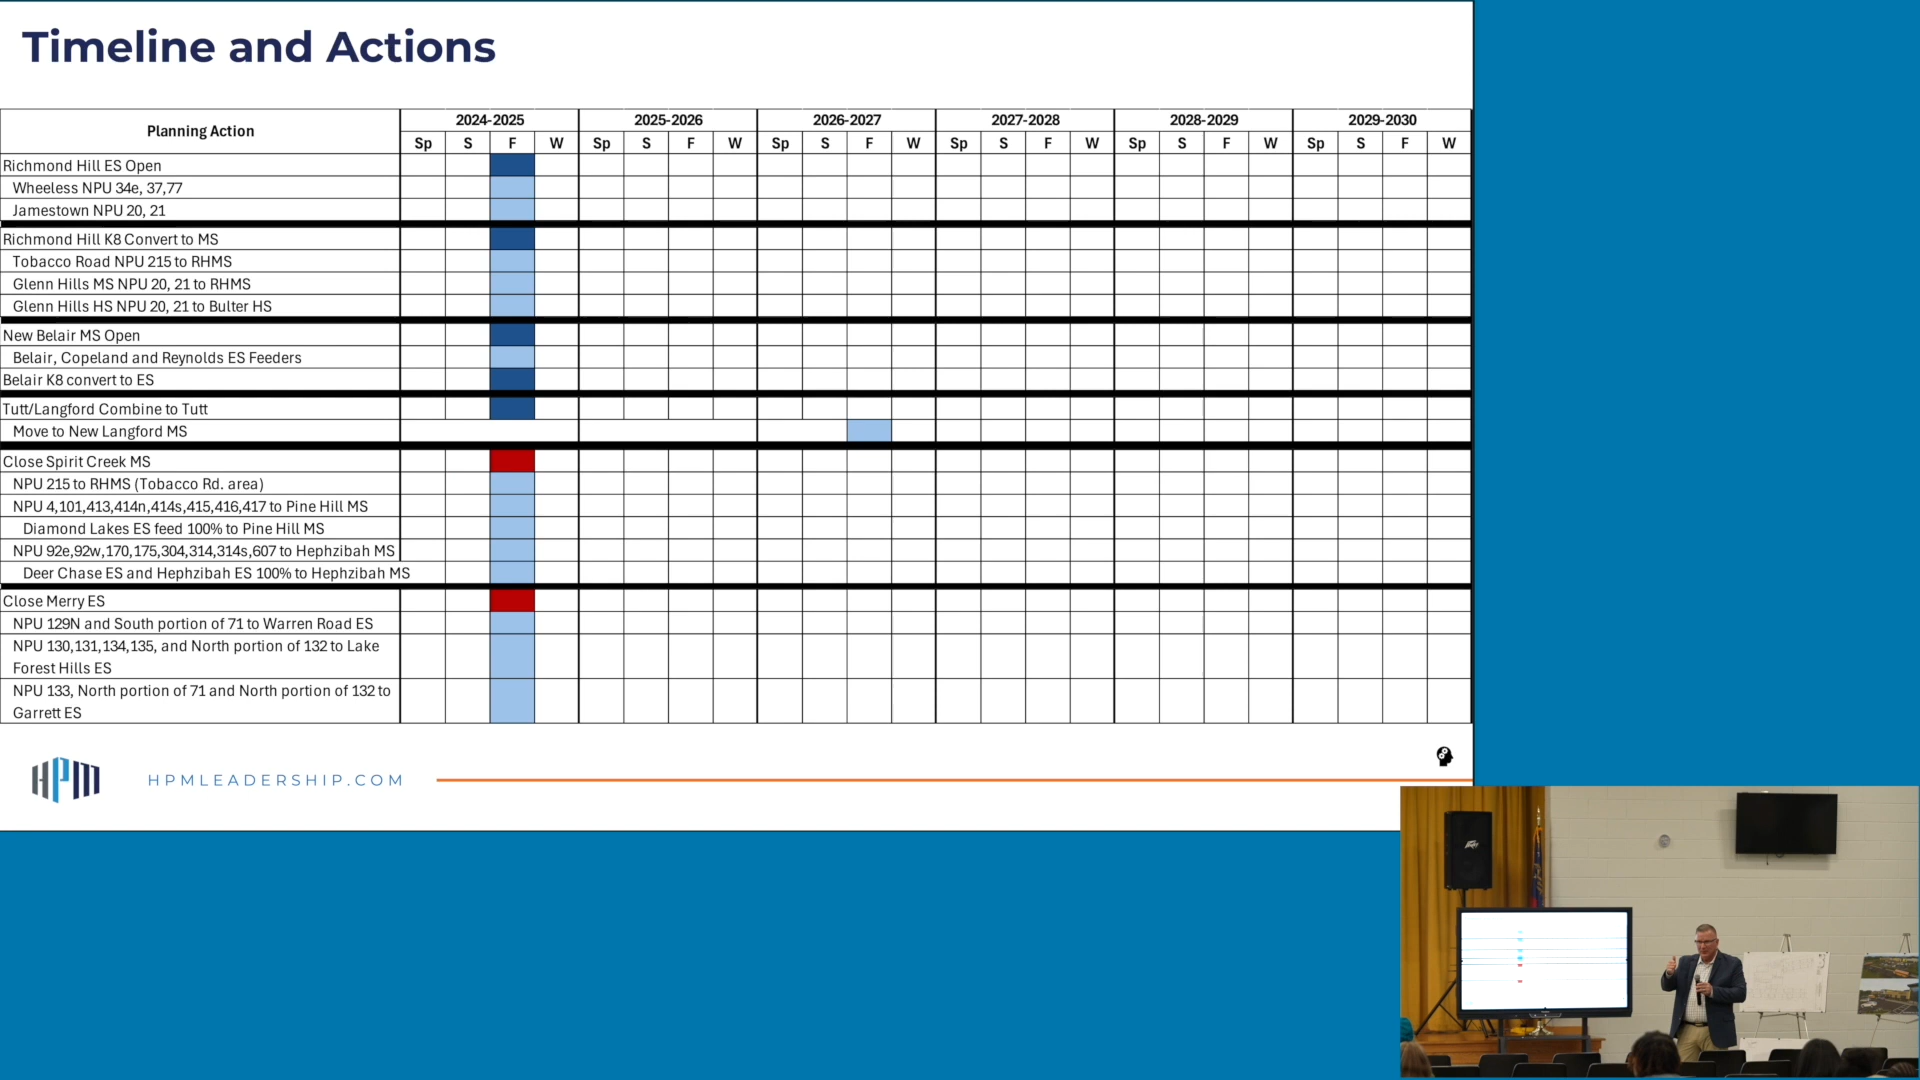 Timeline and Actions
Planning Action
2024-2025 2025-2026 2026-2027 2027-2028 2028-2029 2029-2030
Sp S F W Sp S F W Sp S F W Sp S F W Sp S F W Sp S F W
Richmond Hill ES Open
Wheeless NPU 34e, 37,77
Jamestown NPU 20, 21
Richmond Hill K8 Convert to MS
Tobacco Road NPU 215 to RHMS
Glenn Hills MS NPU 20, 21 to RHMS
Glenn Hills HS NPU 20, 21 to Bulter HS
New Belair MS Open
Belair, Copeland and Reynolds ES Feeders
Belair K8 convert to ES
Tutt/Langford Combine to Tutt
Move to New Langford MS
Close Spirit Creek MS
NPU 215 to RHMS (Tobacco Rd. area)
NPU 4,101,413,414n,414s,415,416,417 to Pine Hill MS
Diamond Lakes ES feed 100% to Pine Hill MS
NPU 92e,92w,170,175,304,314,314s,607 to Hephzibah MS
Deer Chase ES and Hephzibah ES 100% to Hephzibah MS
Close Merry ES
NPU 129N and South portion of 71 to Warren Road ES
NPU 130,131,134,135, and North portion of 132 to Lake
Forest Hills ES
NPU 133, North portion of 71 and North portion of 132 to
Garrett ES
HPM
HPMLEADERSHIP.COM